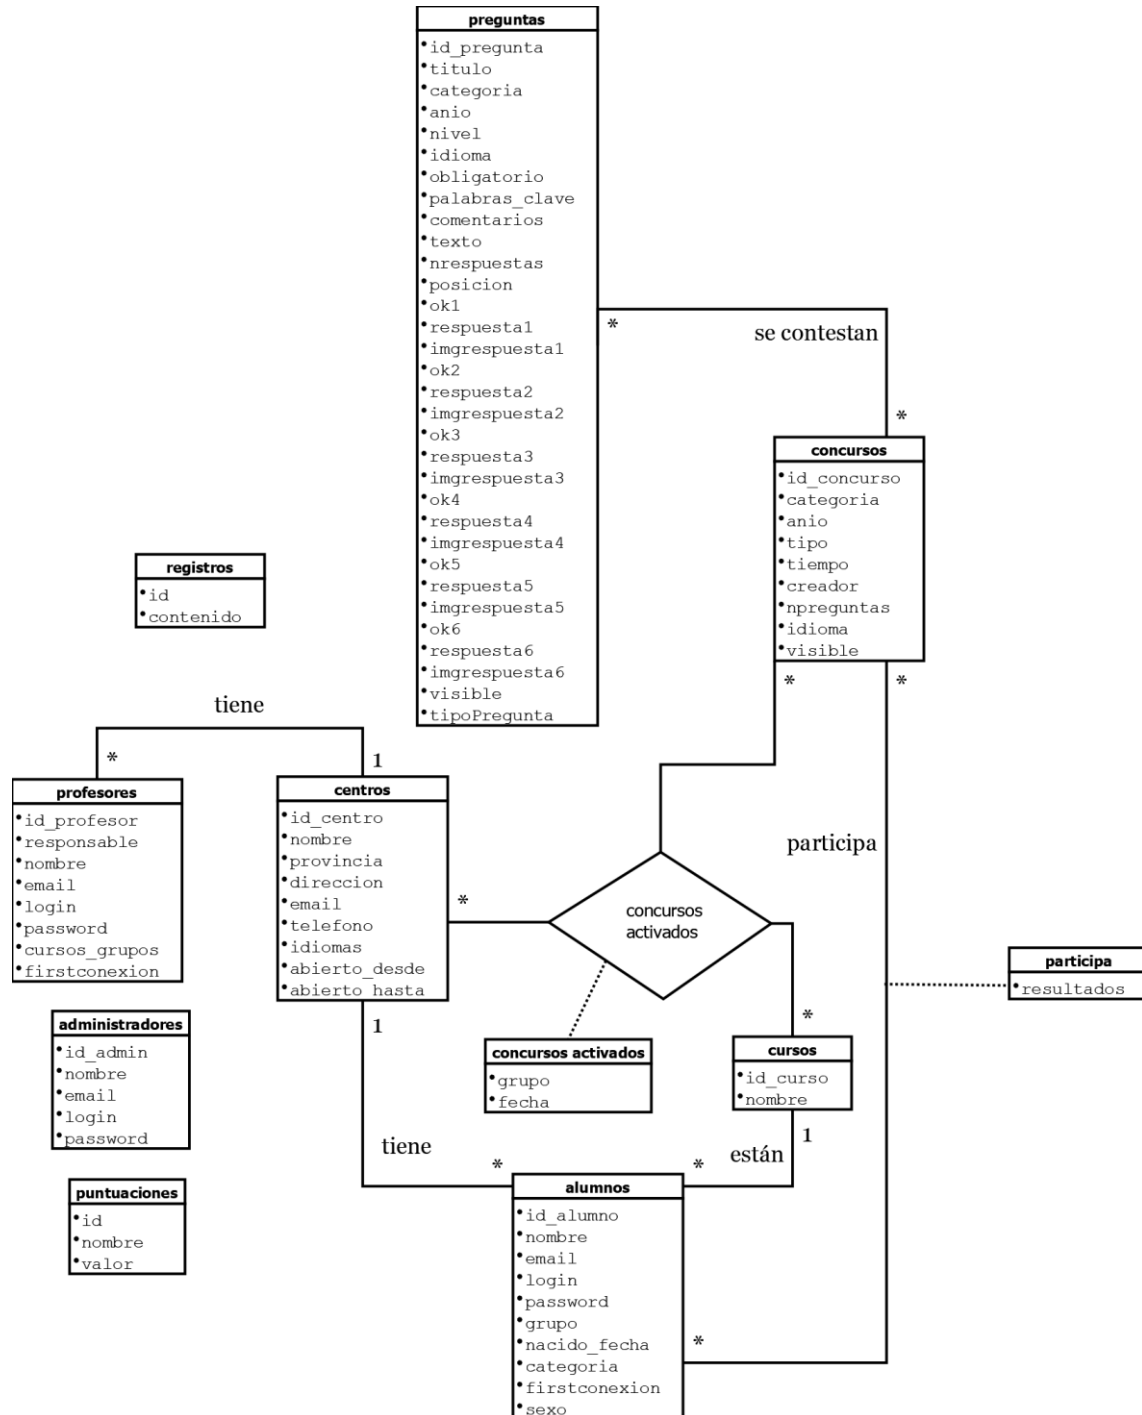 preguntas
id_pregunta
titulo
categoria
anio
nivel
idioma
obligatorio
palabras_clave
comentarios
texto
nrespuestas
posicion
ok1
respuesta1
imgrespuesta1
ok2
respuesta2
imgrespuesta2
ok3
respuesta3
imgrespuesta3
ok4
respuesta4
imgrespuesta4
ok5
respuesta5
imgrespuesta5
ok6
respuesta6
imgrespuesta6
visible
tipoPregunta
*
se contestan
*
concursos
id_concurso
categoria
anio
tipo
tiempo
creador
npreguntas
idioma
visible
*
*
registros
id
contenido
tiene
*
1
profesores
id_profesor
responsable
nombre
email
login
password
cursos_grupos
firstconexion
centros
id_centro
nombre
provincia
direccion
email
telefono
idiomas
abierto_desde
abierto_hasta
*
1
concursos
activados
participa
participa
resultados
administradores
id_admin
nombre
email
login
password
concursos activados
grupo
fecha
*
cursos
id_curso
nombre
1
tiene
*
están
*
puntuaciones
id
nombre
valor
alumnos
id_alumno
nombre
email
login
password
grupo
nacido_fecha
categoria
firstconexion
sexo
*